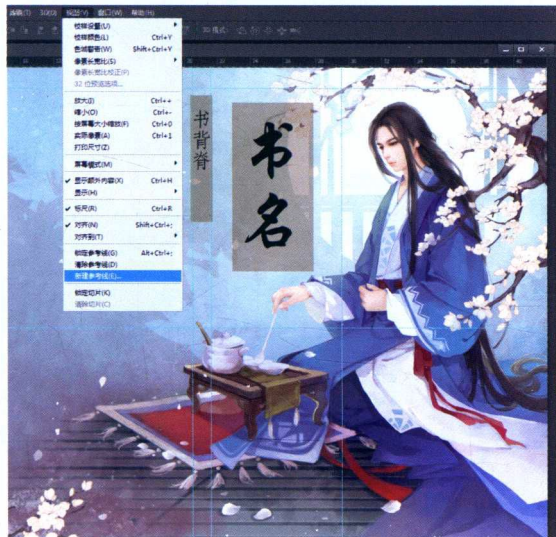 滤镜(T) 3D(D) 视图(V) 窗口(W) 帮助(H)
3D 模式:
校样设置(U)
校样颜色(L) Ctrl+Y
色域警告(W) Shift+Ctrl+Y
像素长宽比(S)
像素长宽比校正(P)
32 位预览选项...
放大(I) Ctrl++
缩小(O) Ctrl+-
按屏幕大小缩放(F) Ctrl+0
实际像素(A) Ctrl+1
打印尺寸(Z)
屏幕模式(M)
显示额外内容(X) Ctrl+H
显示(H)
标尺(R) Ctrl+R
对齐(N) Shift+Ctrl+;
对齐到(T)
锁定参考线(G) Alt+Ctrl+;
清除参考线(D)
新建参考线(E)...
锁定切片(K)
清除切片(C)
书背脊
书名